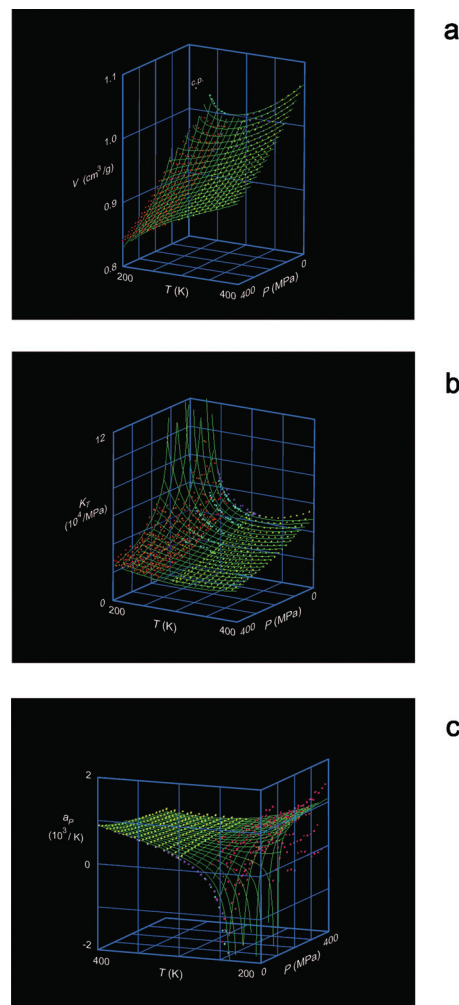 a
1.1
c.p.
1.0
V (cm³/g)
0.9
0.8
200
T (K)
400
400
P (MPa)
0
b
12
K_T
(10⁴/MPa)
0
200
T (K)
400
400
P (MPa)
0
c
2
a_P
(10³/K)
0
-2
400
T (K)
200
0
P (MPa)
400